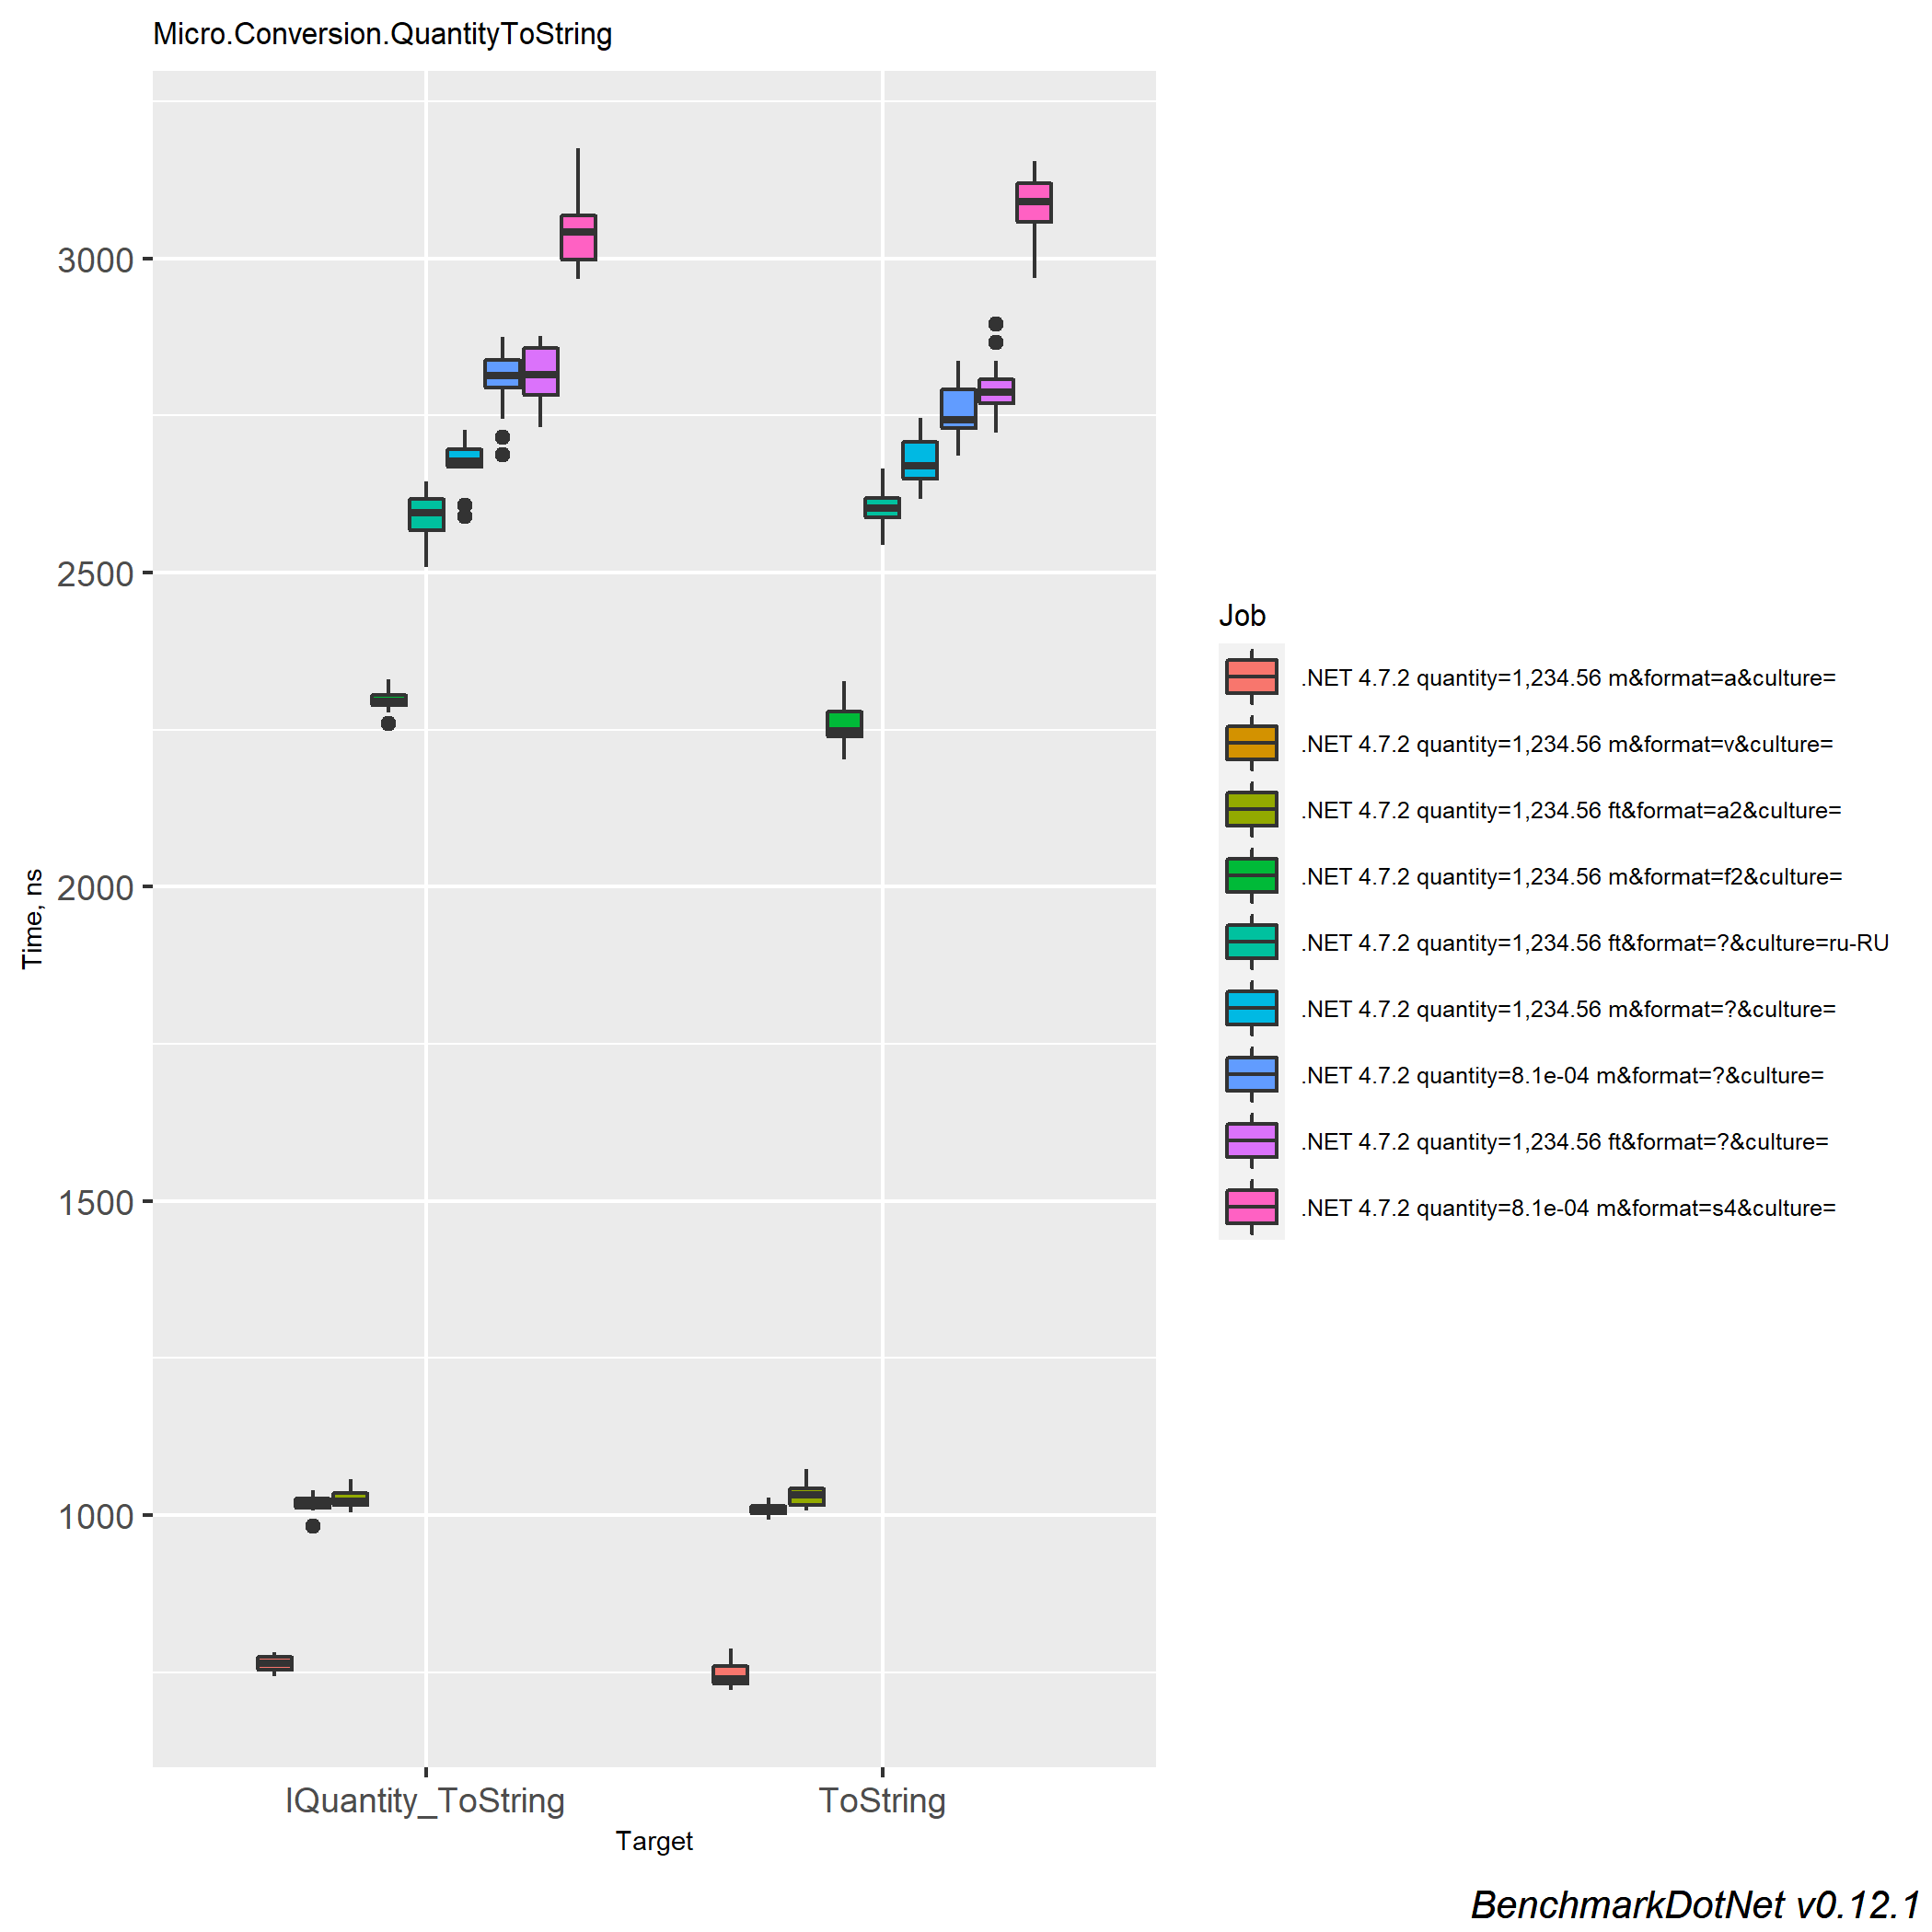 Micro.Conversion.QuantityToString
Time, ns
3000
2500
2000
1500
1000
IQuantity_ToString
ToString
Target
Job
.NET 4.7.2 quantity=1,234.56 m&format=a&culture=
.NET 4.7.2 quantity=1,234.56 m&format=v&culture=
.NET 4.7.2 quantity=1,234.56 ft&format=a2&culture=
.NET 4.7.2 quantity=1,234.56 m&format=f2&culture=
.NET 4.7.2 quantity=1,234.56 ft&format=?&culture=ru-RU
.NET 4.7.2 quantity=1,234.56 m&format=?&culture=
.NET 4.7.2 quantity=8.1e-04 m&format=?&culture=
.NET 4.7.2 quantity=1,234.56 ft&format=?&culture=
.NET 4.7.2 quantity=8.1e-04 m&format=s4&culture=
BenchmarkDotNet v0.12.1